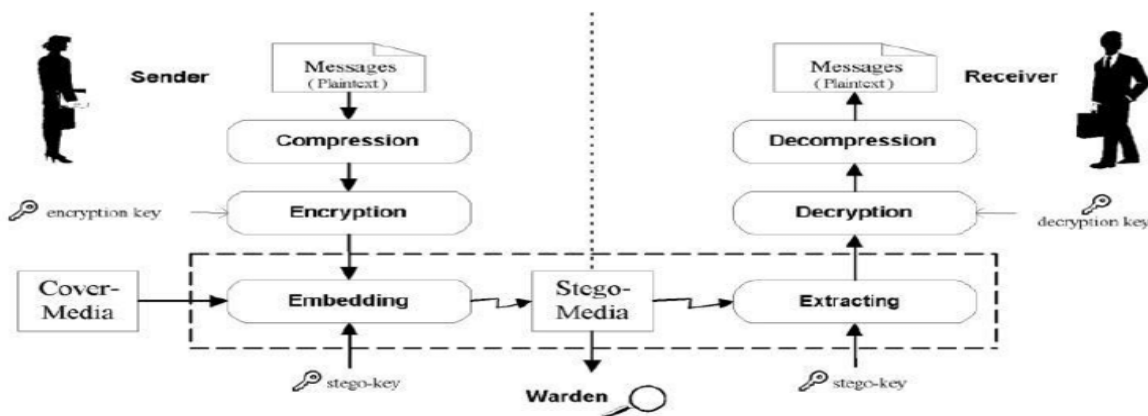 Sender
Messages
(Plaintext)
Compression
encryption key
Encryption
Cover-
Media
Embedding
stego-key
Stego-
Media
Warden
Messages
(Plaintext)
Receiver
Decompression
Decryption
decryption key
Extracting
stego-key